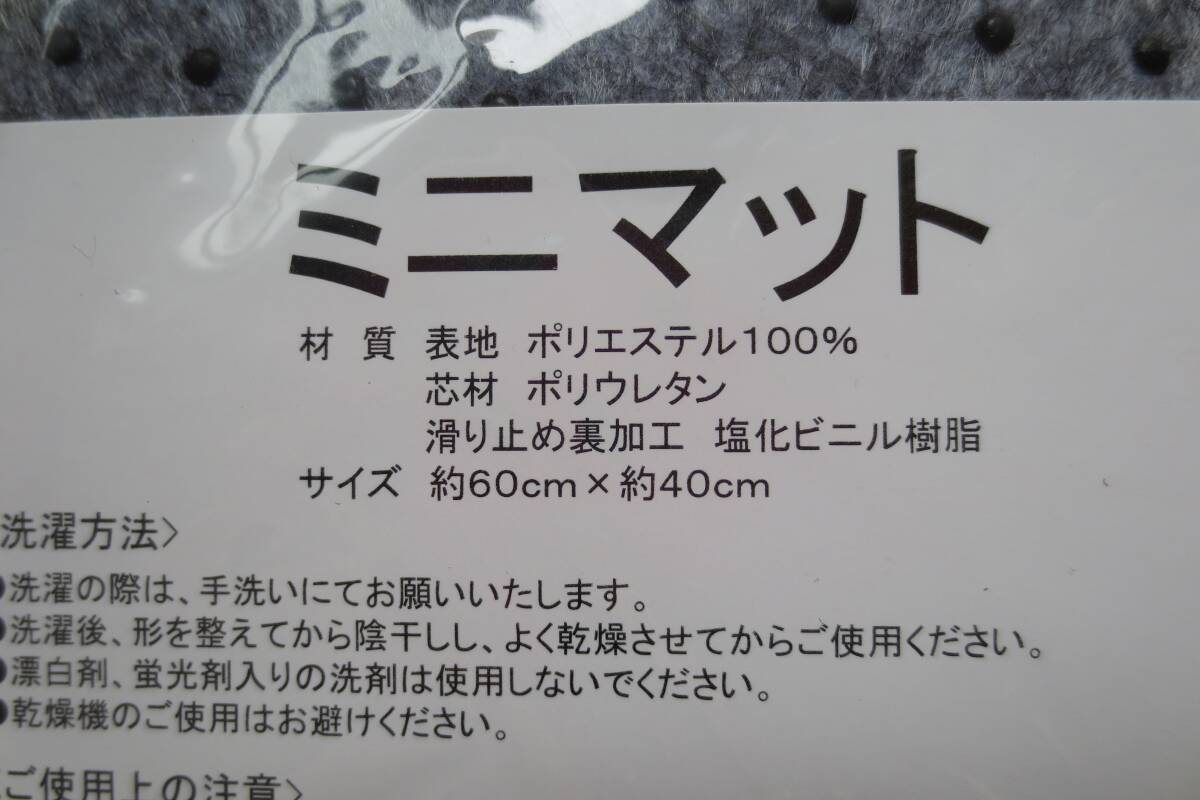 ミニマット
材 質 表地 ポリエステル100%
芯材 ポリウレタン
滑り止め裏加工 塩化ビニル樹脂
サイズ 約60cm×約40cm
洗濯方法〉
●洗濯の際は、手洗いにてお願いいたします。
●洗濯後、形を整えてから陰干しし、よく乾燥させてからご使用ください。
●漂白剤、蛍光剤入りの洗剤は使用しないでください。
●乾燥機のご使用はお避けください。
ご使用上の注意〉